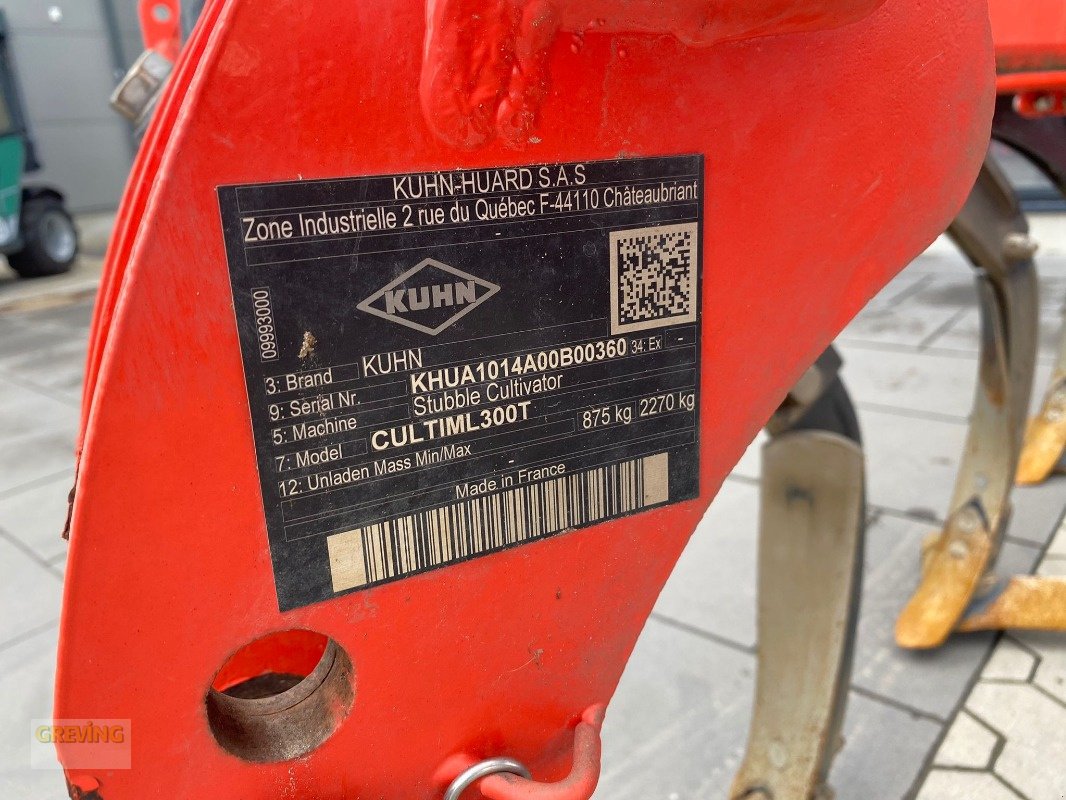 KUHN-HUARD S.A.S
Zone Industrielle 2 rue du Québec F-44110 Châteaubriant
-
KUHN
09993000
3: Brand KUHN
9: Serial Nr. KHUA1014A00B00360 34: Ex -
5: Machine Stubble Cultivator
7: Model CULTIML300T
12: Unladen Mass Min/Max 875 kg 2270 kg
-
Made in France
GREVING